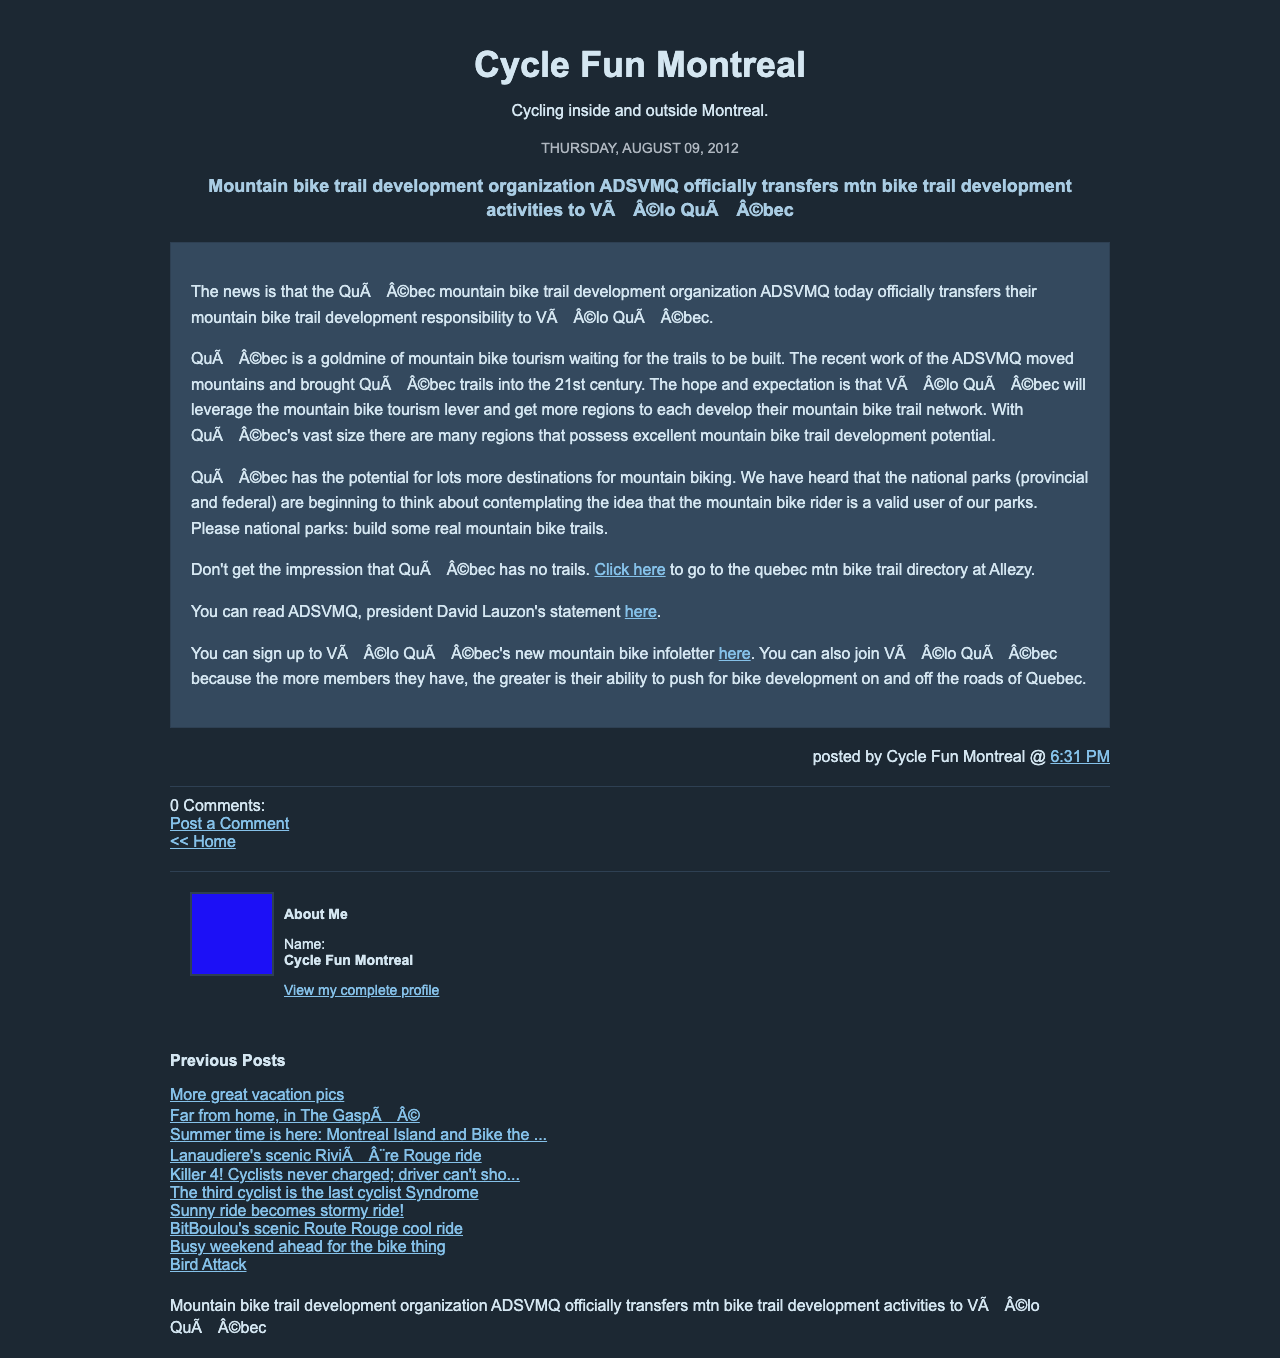 Cycle Fun Montreal
Cycling inside and outside Montreal.
THURSDAY, AUGUST 09, 2012
Mountain bike trail development organization ADSVMQ officially transfers mtn bike trail development
activities to VÃ Â©lo QuÃ Â©bec
The news is that the QuÃ Â©bec mountain bike trail development organization ADSVMQ today officially transfers their
mountain bike trail development responsibility to VÃ Â©lo QuÃ Â©bec.
QuÃ Â©bec is a goldmine of mountain bike tourism waiting for the trails to be built. The recent work of the ADSVMQ moved
mountains and brought QuÃ Â©bec trails into the 21st century. The hope and expectation is that VÃ Â©lo QuÃ Â©bec will
leverage the mountain bike tourism lever and get more regions to each develop their mountain bike trail network. With
QuÃ Â©bec's vast size there are many regions that possess excellent mountain bike trail development potential.
QuÃ Â©bec has the potential for lots more destinations for mountain biking. We have heard that the national parks (provincial
and federal) are beginning to think about contemplating the idea that the mountain bike rider is a valid user of our parks.
Please national parks: build some real mountain bike trails.
Don't get the impression that QuÃ Â©bec has no trails. Click here to go to the quebec mtn bike trail directory at Allezy.
You can read ADSVMQ, president David Lauzon's statement here.
You can sign up to VÃ Â©lo QuÃ Â©bec's new mountain bike infoletter here. You can also join VÃ Â©lo QuÃ Â©bec
because the more members they have, the greater is their ability to push for bike development on and off the roads of Quebec.
posted by Cycle Fun Montreal @ 6:31 PM
0 Comments:
Post a Comment
<< Home
About Me
Name:
Cycle Fun Montreal
View my complete profile
Previous Posts
More great vacation pics
Far from home, in The GaspÃ Â©
Summer time is here: Montreal Island and Bike the ...
Lanaudiere's scenic RiviÃ Â¨re Rouge ride
Killer 4! Cyclists never charged; driver can't sho...
The third cyclist is the last cyclist Syndrome
Sunny ride becomes stormy ride!
BitBoulou's scenic Route Rouge cool ride
Busy weekend ahead for the bike thing
Bird Attack
Mountain bike trail development organization ADSVMQ officially transfers mtn bike trail development activities to VÃ Â©lo
QuÃ Â©bec